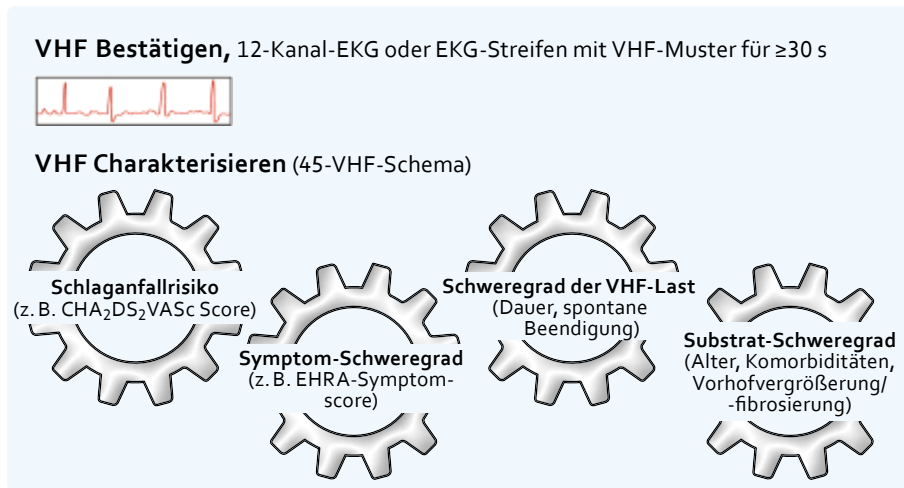 VHF Bestätigen, 12-Kanal-EKG oder EKG-Streifen mit VHF-Muster für ≥30 s
VHF Charakterisieren (45-VHF-Schema)
Schlaganfallrisiko
(z. B. CHA₂DS₂VASc Score)
Symptom-Schweregrad
(z. B. EHRA-Symptom-
score)
Schweregrad der VHF-Last
(Dauer, spontane
Beendigung)
Substrat-Schweregrad
(Alter, Komorbiditäten,
Vorhofvergrößerung/
-fibrosierung)